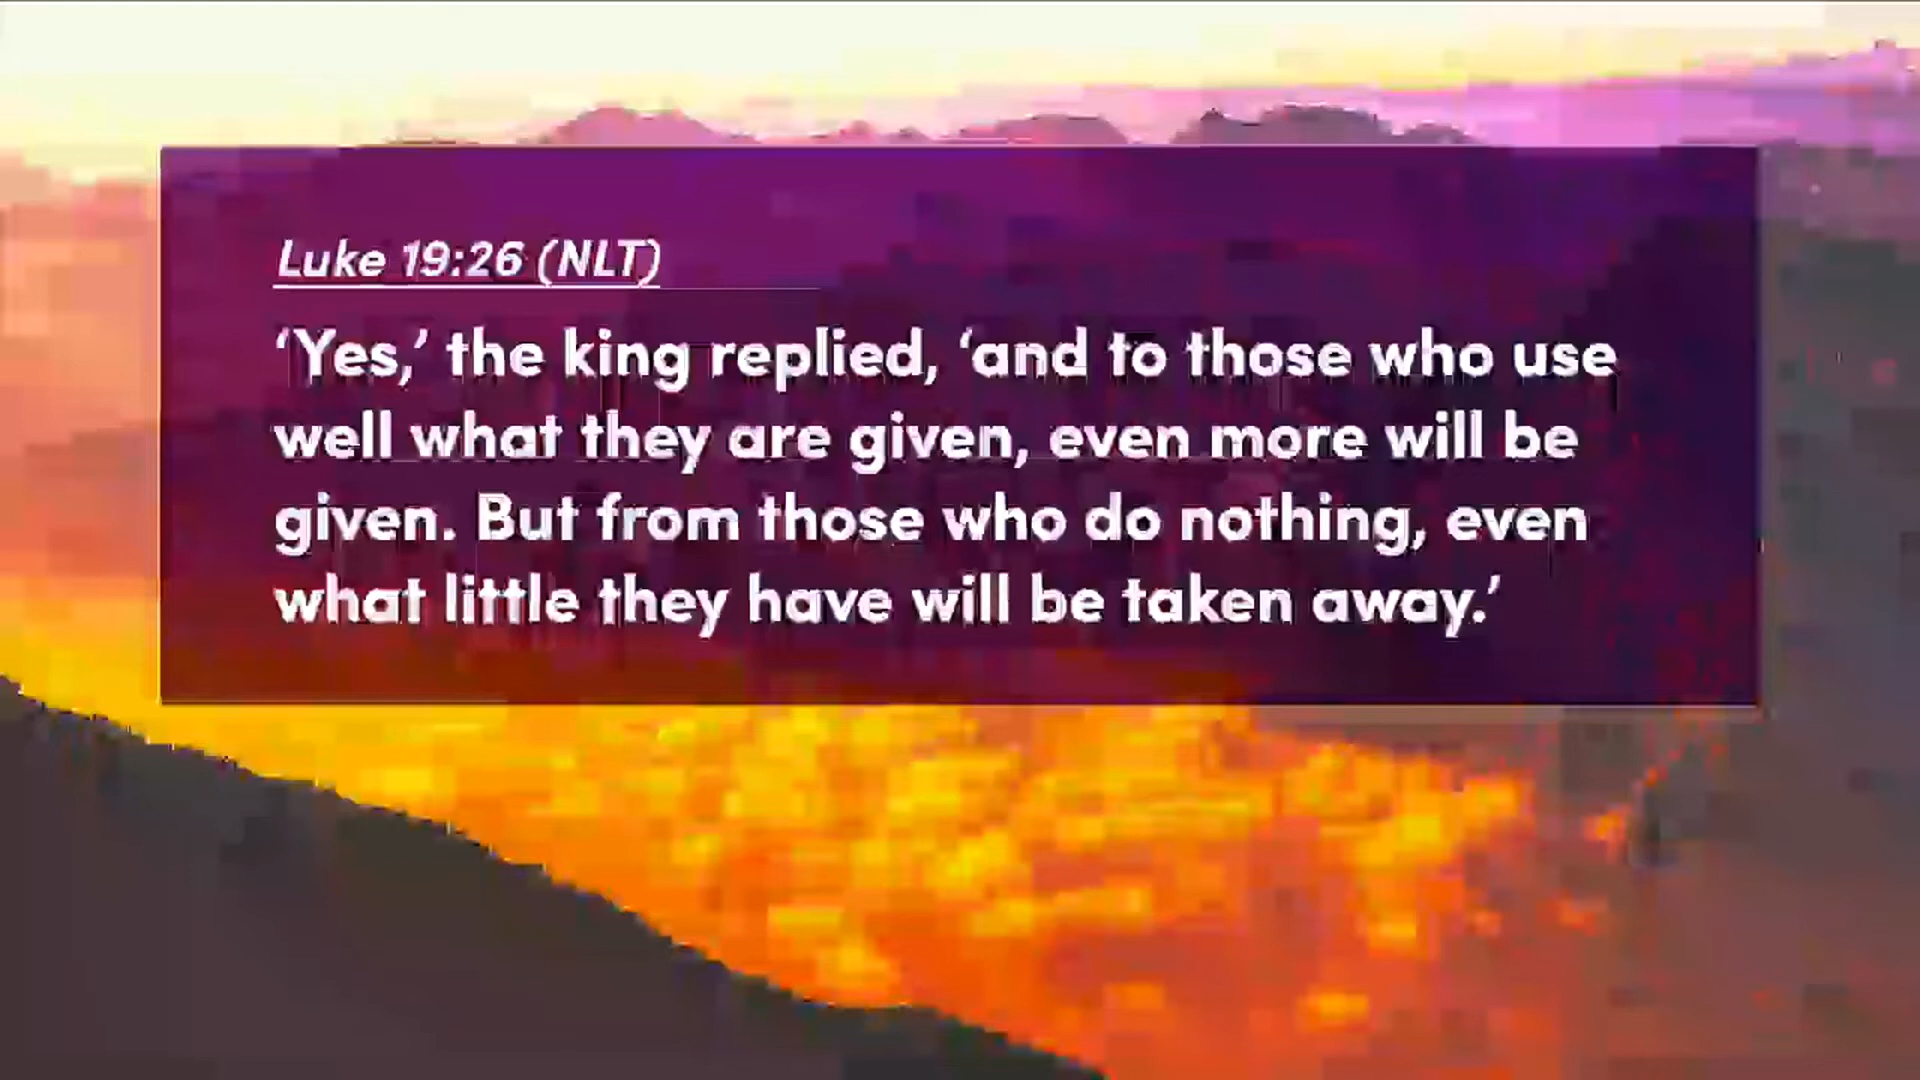 Luke 19:26 (NLT)
‘Yes,’ the king replied, ‘and to those who use
well what they are given, even more will be
given. But from those who do nothing, even
what little they have will be taken away.’